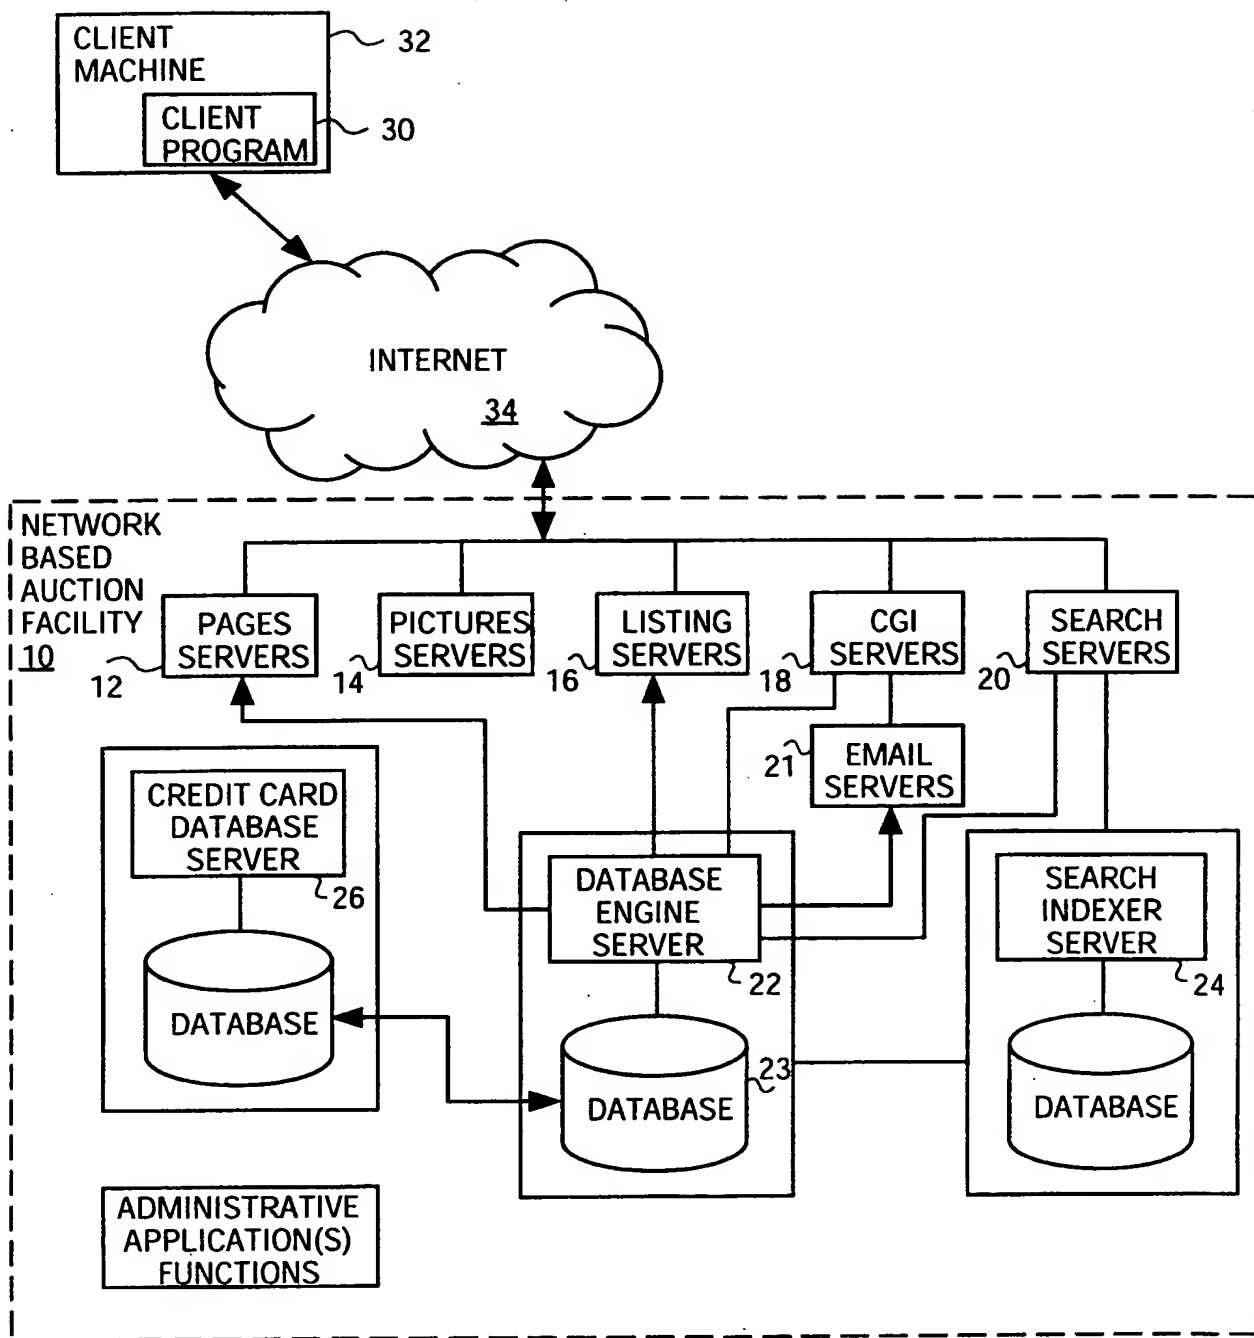 CLIENT
MACHINE
32
CLIENT
PROGRAM
30
INTERNET
34
NETWORK
BASED
AUCTION
FACILITY
10
PAGES
SERVERS
12
PICTURES
SERVERS
14
LISTING
SERVERS
16
CGI
SERVERS
18
SEARCH
SERVERS
20
EMAIL
SERVERS
21
CREDIT CARD
DATABASE
SERVER
26
DATABASE
DATABASE
ENGINE
SERVER
22
DATABASE
23
SEARCH
INDEXER
SERVER
24
DATABASE
ADMINISTRATIVE
APPLICATION(S)
FUNCTIONS